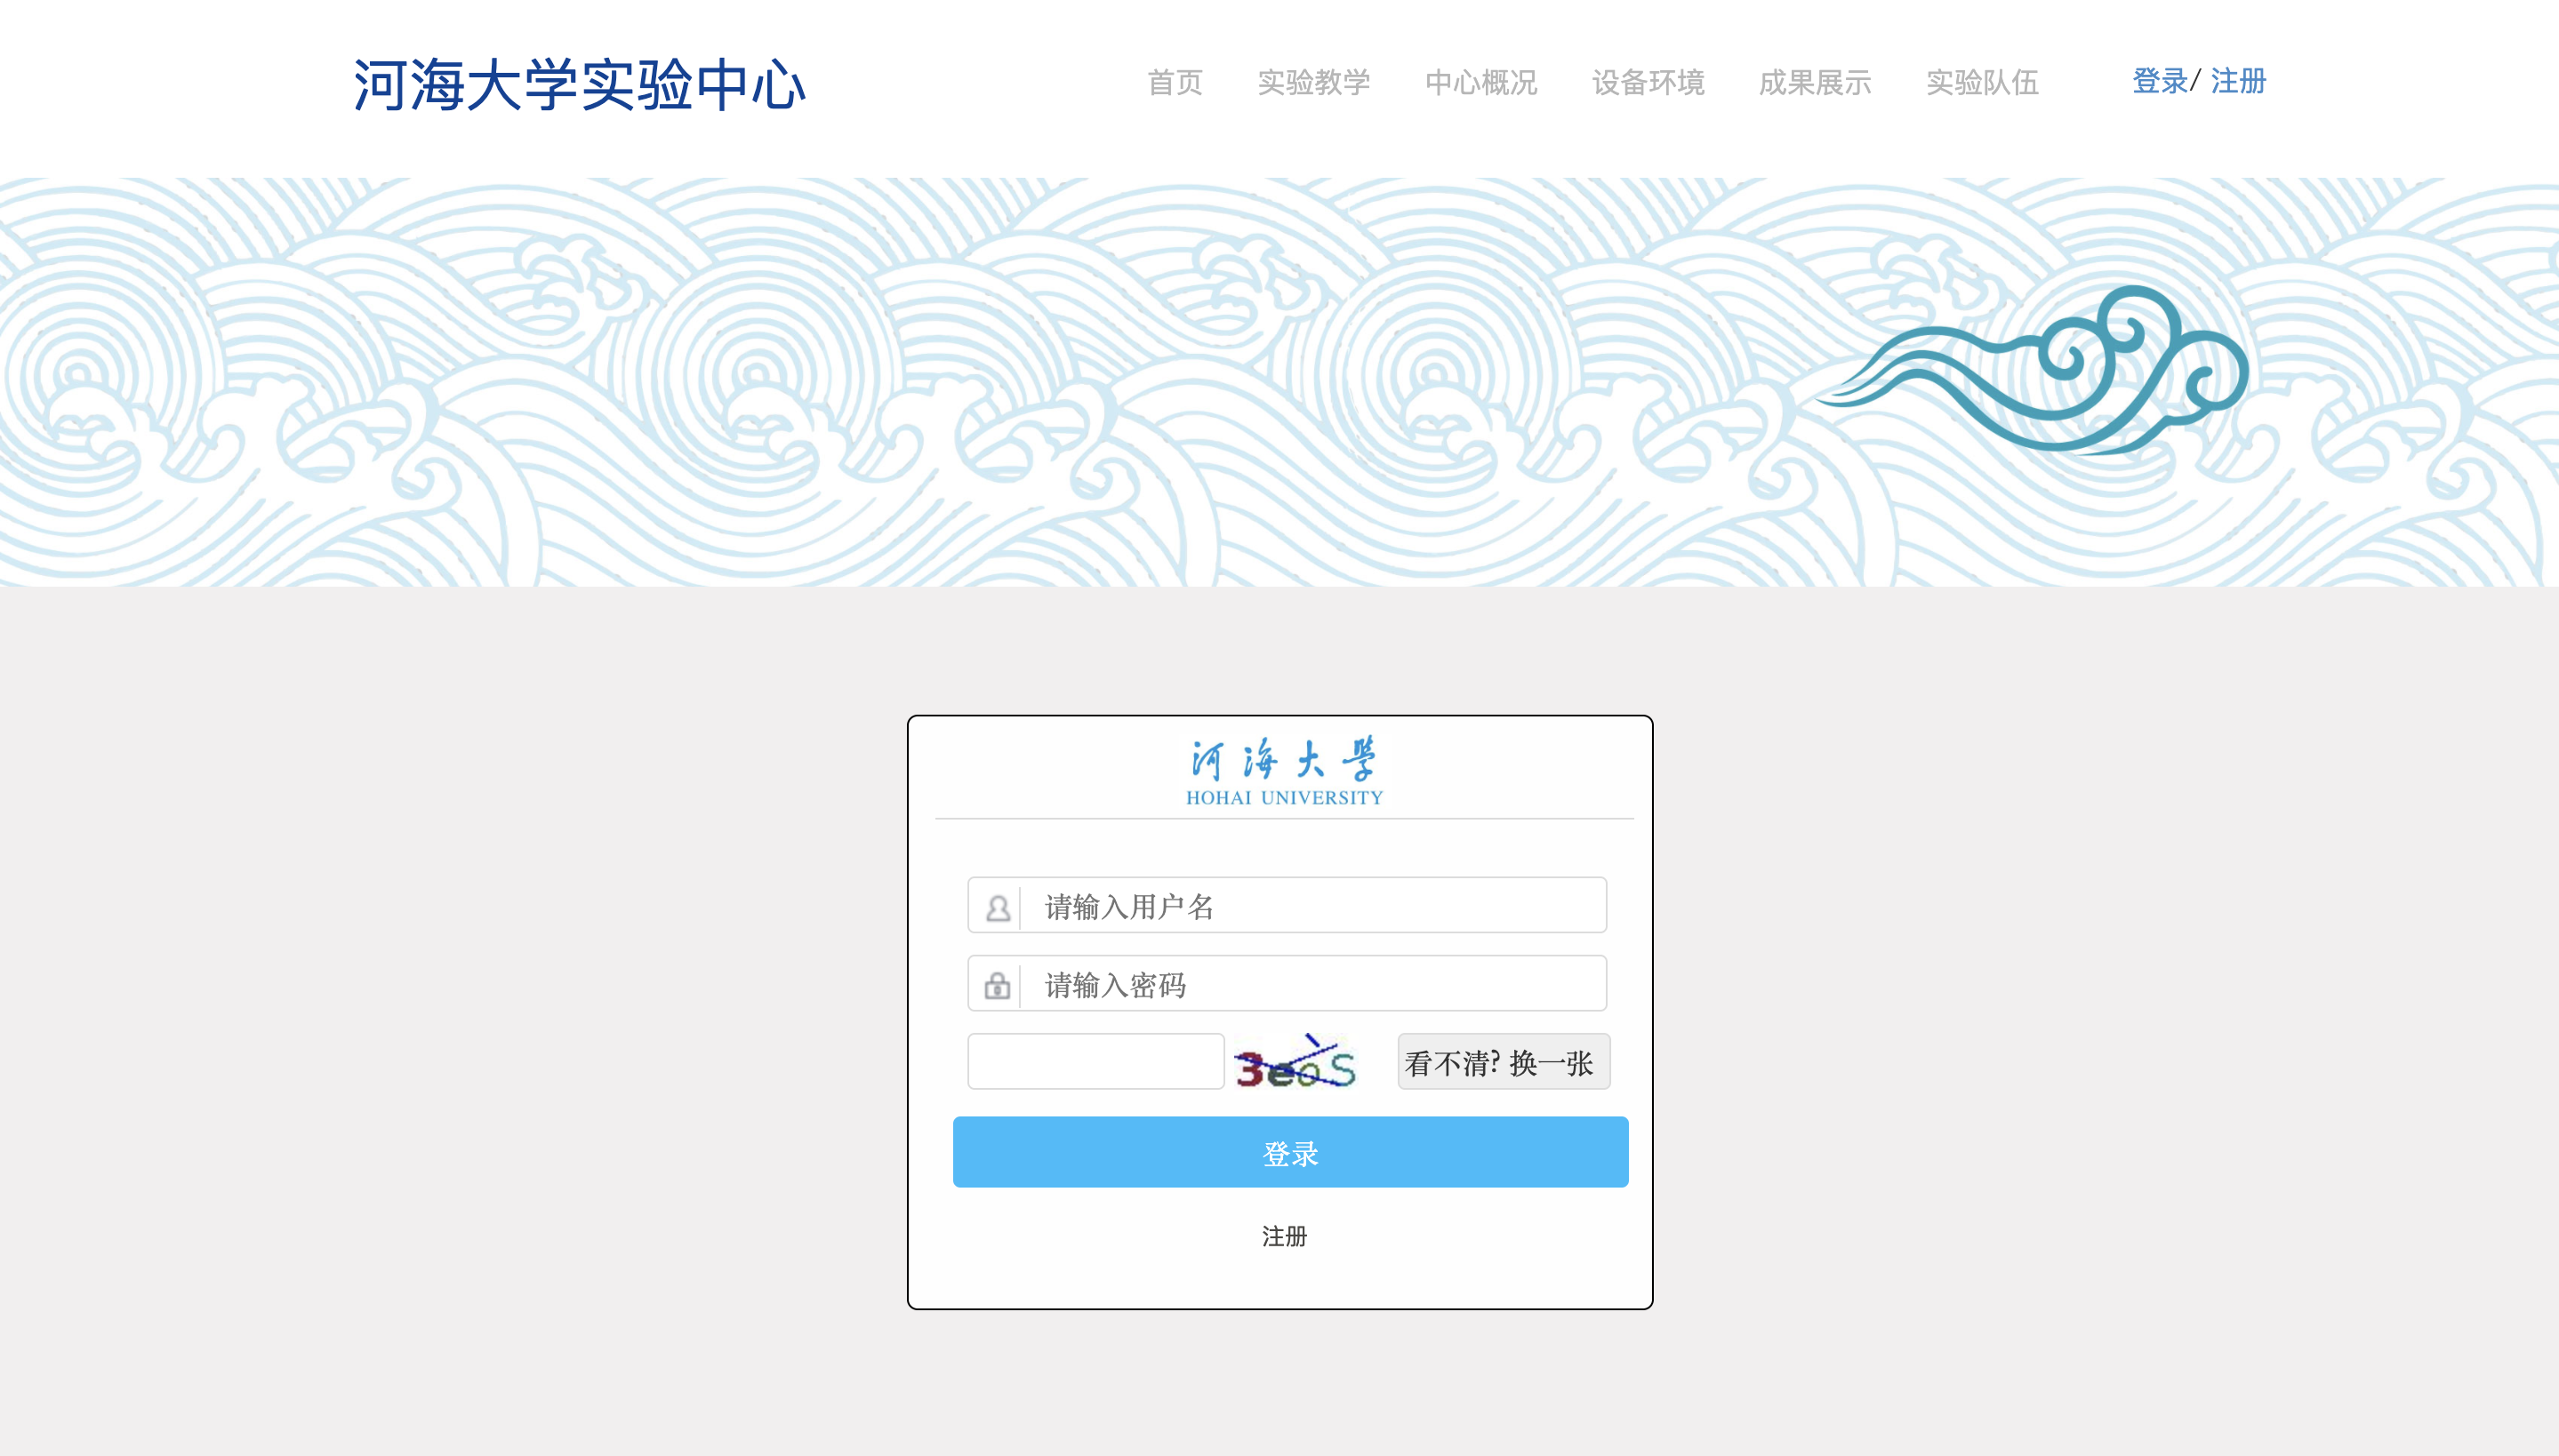 河海大学实验中心
首页 实验教学 中心概况 设备环境 成果展示 实验队伍 登录/ 注册
河海大學
HOHAI UNIVERSITY
请输入用户名
请输入密码
3eoS 看不清? 换一张
登录
注册